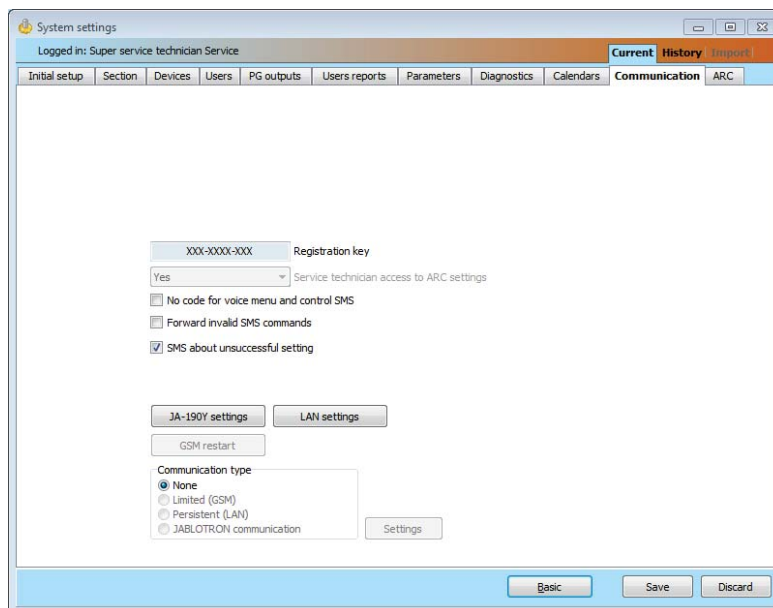 System settings
Logged in: Super service technician Service
Current History Import
Initial setup Section Devices Users PG outputs Users reports Parameters Diagnostics Calendars Communication ARC
XXX-XXXX-XXX Registration key
Yes Service technician access to ARC settings
No code for voice menu and control SMS
Forward invalid SMS commands
SMS about unsuccessful setting
JA-190Y settings LAN settings
GSM restart
Communication type
None
Limited (GSM)
Persistent (LAN)
JABLOTRON communication Settings
Basic Save Discard